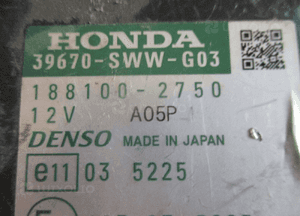 HONDA
39670-SWW-G03
188100-2750
12V A05P
DENSO MADE IN JAPAN
e11 03 5225